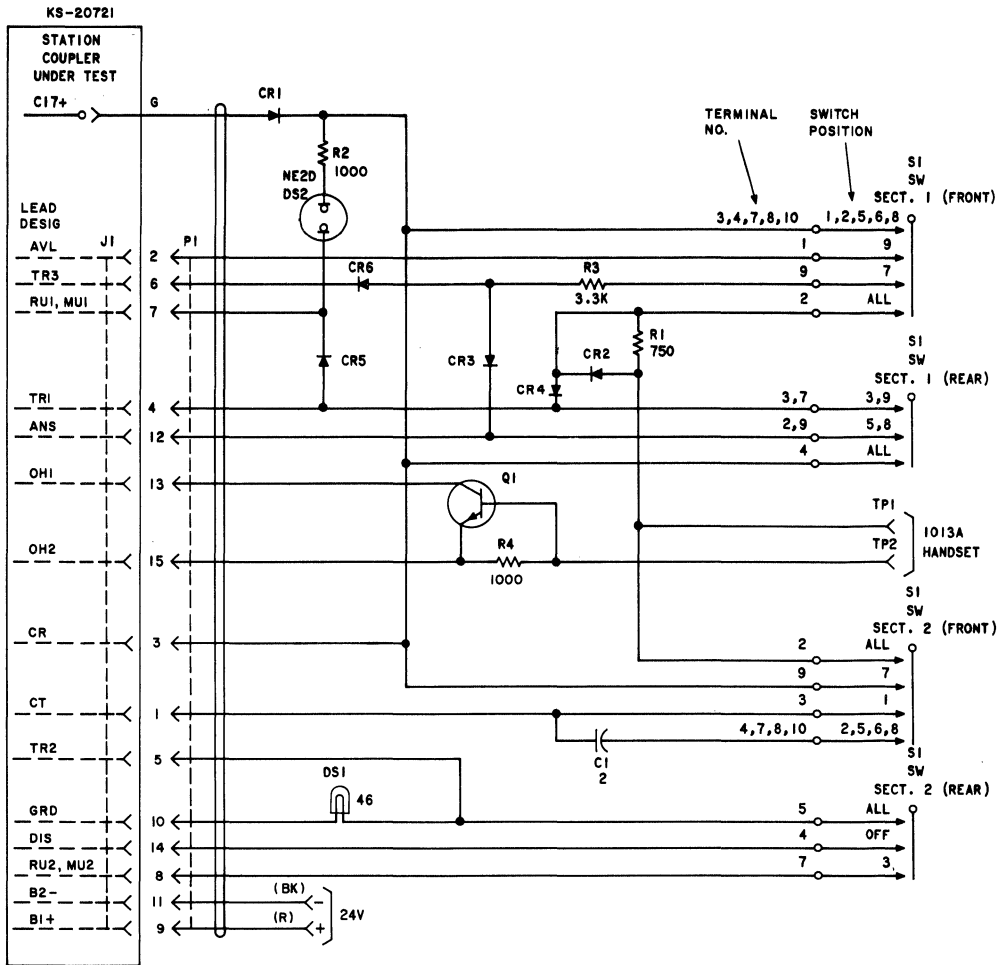 KS-20721
STATION
COUPLER
UNDER TEST
C17+
G
CR1
R2
1000
NE2D
DS2
TERMINAL
NO.
SWITCH
POSITION
S1
SW
SECT. 1 (FRONT)
3,4,7,8,10 1,2,5,6,8
LEAD
DESIG
J1 P1
AVL 2 1 9
TR3 6 CR6 R3 9 7
3.3K
RU1, MU1 7 2 ALL
R1
750
S1
SW
SECT. 1 (REAR)
CR5 CR3 CR2
CR4
TR1 4 3,7 3,9
ANS 12 2,9 5,8
4 ALL
OH1 13 Q1
TP1
TP2
1013A
HANDSET
OH2 15 R4
1000
S1
SW
SECT. 2 (FRONT)
CR 3 2 ALL
9 7
CT 1 3 1
4,7,8,10 2,5,6,8
C1
2
TR2 5
S1
SW
SECT. 2 (REAR)
DS1
46
GRD 10 5 ALL
DIS 14 4 OFF
RU2, MU2 8 7 3
B2- 11 (BK) -
24V
B1+ 9 (R) +